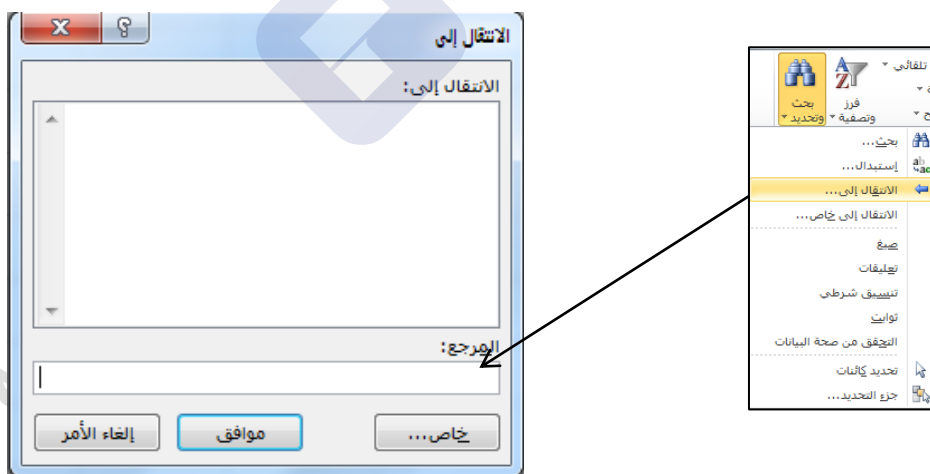 الانتقال إلى
الانتقال إلى:
المرجع:
خاص...
موافق
إلغاء الأمر
تلقائي
فرز
وتصفية
بحث
وتحديد
بحث...
إستبدال...
الانتقال إلى...
الانتقال إلى خاص...
صيغ
تعليقات
تنسيق شرطي
ثوابت
التحقق من صحة البيانات
تحديد كائنات
جزء التحديد...